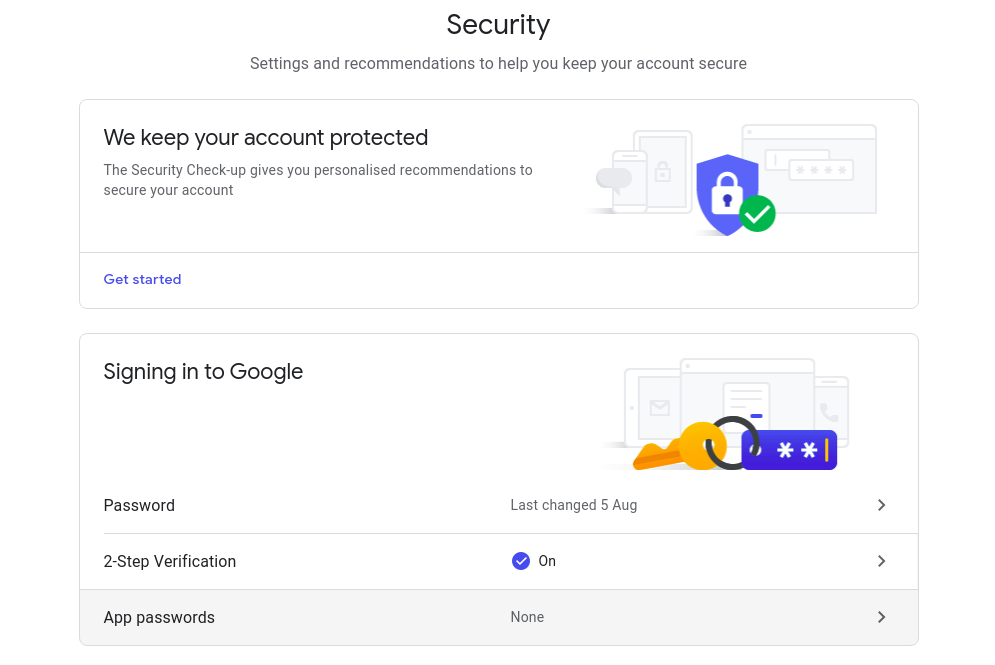 Security
Settings and recommendations to help you keep your account secure
We keep your account protected
The Security Check-up gives you personalised recommendations to
secure your account
Get started
Signing in to Google
Password
Last changed 5 Aug
2-Step Verification
On
App passwords
None